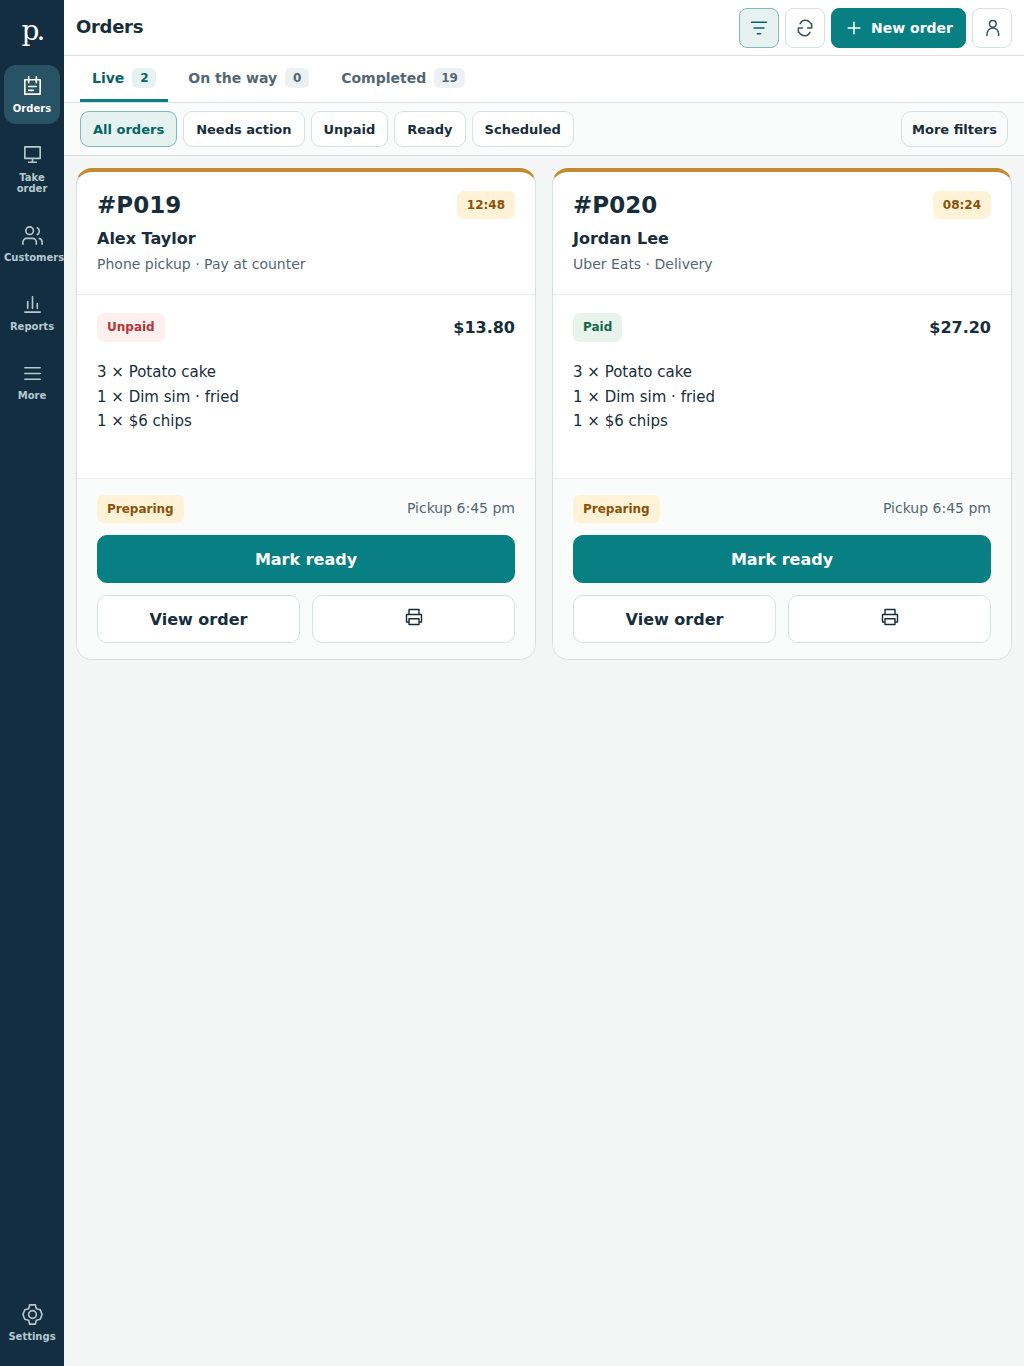 p.
Orders
New order
Orders
Take
order
Customers
Reports
More
Settings
Live 2
On the way 0
Completed 19
All orders
Needs action
Unpaid
Ready
Scheduled
More filters
#P019
12:48
Alex Taylor
Phone pickup · Pay at counter
Unpaid
$13.80
3 × Potato cake
1 × Dim sim · fried
1 × $6 chips
Preparing
Pickup 6:45 pm
Mark ready
View order
#P020
08:24
Jordan Lee
Uber Eats · Delivery
Paid
$27.20
3 × Potato cake
1 × Dim sim · fried
1 × $6 chips
Preparing
Pickup 6:45 pm
Mark ready
View order